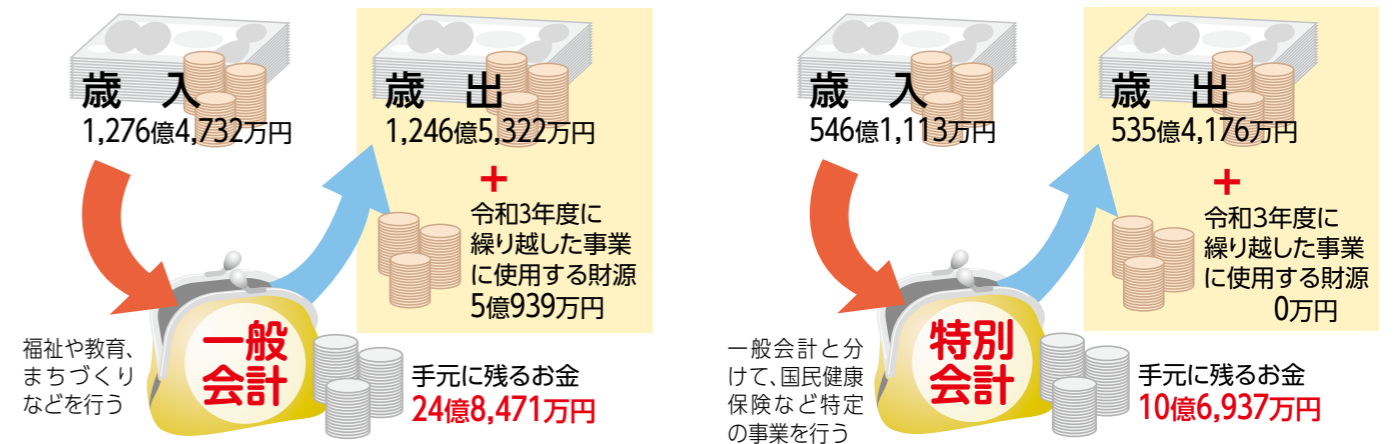 歳 入
1,276億4,732万円
歳 出
1,246億5,322万円
+
令和3年度に
繰り越した事業
に使用する財源
5億939万円
福祉や教育、
まちづくり
などを行う
一般
会計
手元に残るお金
24億8,471万円
歳 入
546億1,113万円
歳 出
535億4,176万円
+
令和3年度に
繰り越した事業
に使用する財源
0万円
一般会計と分
けて、国民健康
保険など特定
の事業を行う
特別
会計
手元に残るお金
10億6,937万円